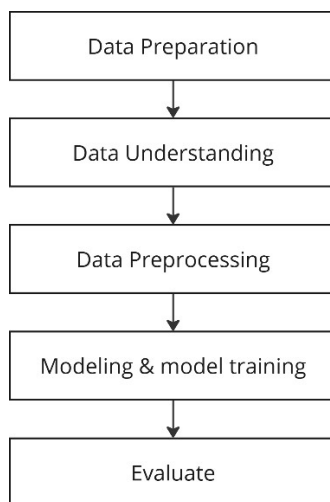 Data Preparation
Data Understanding
Data Preprocessing
Modeling & model training
Evaluate